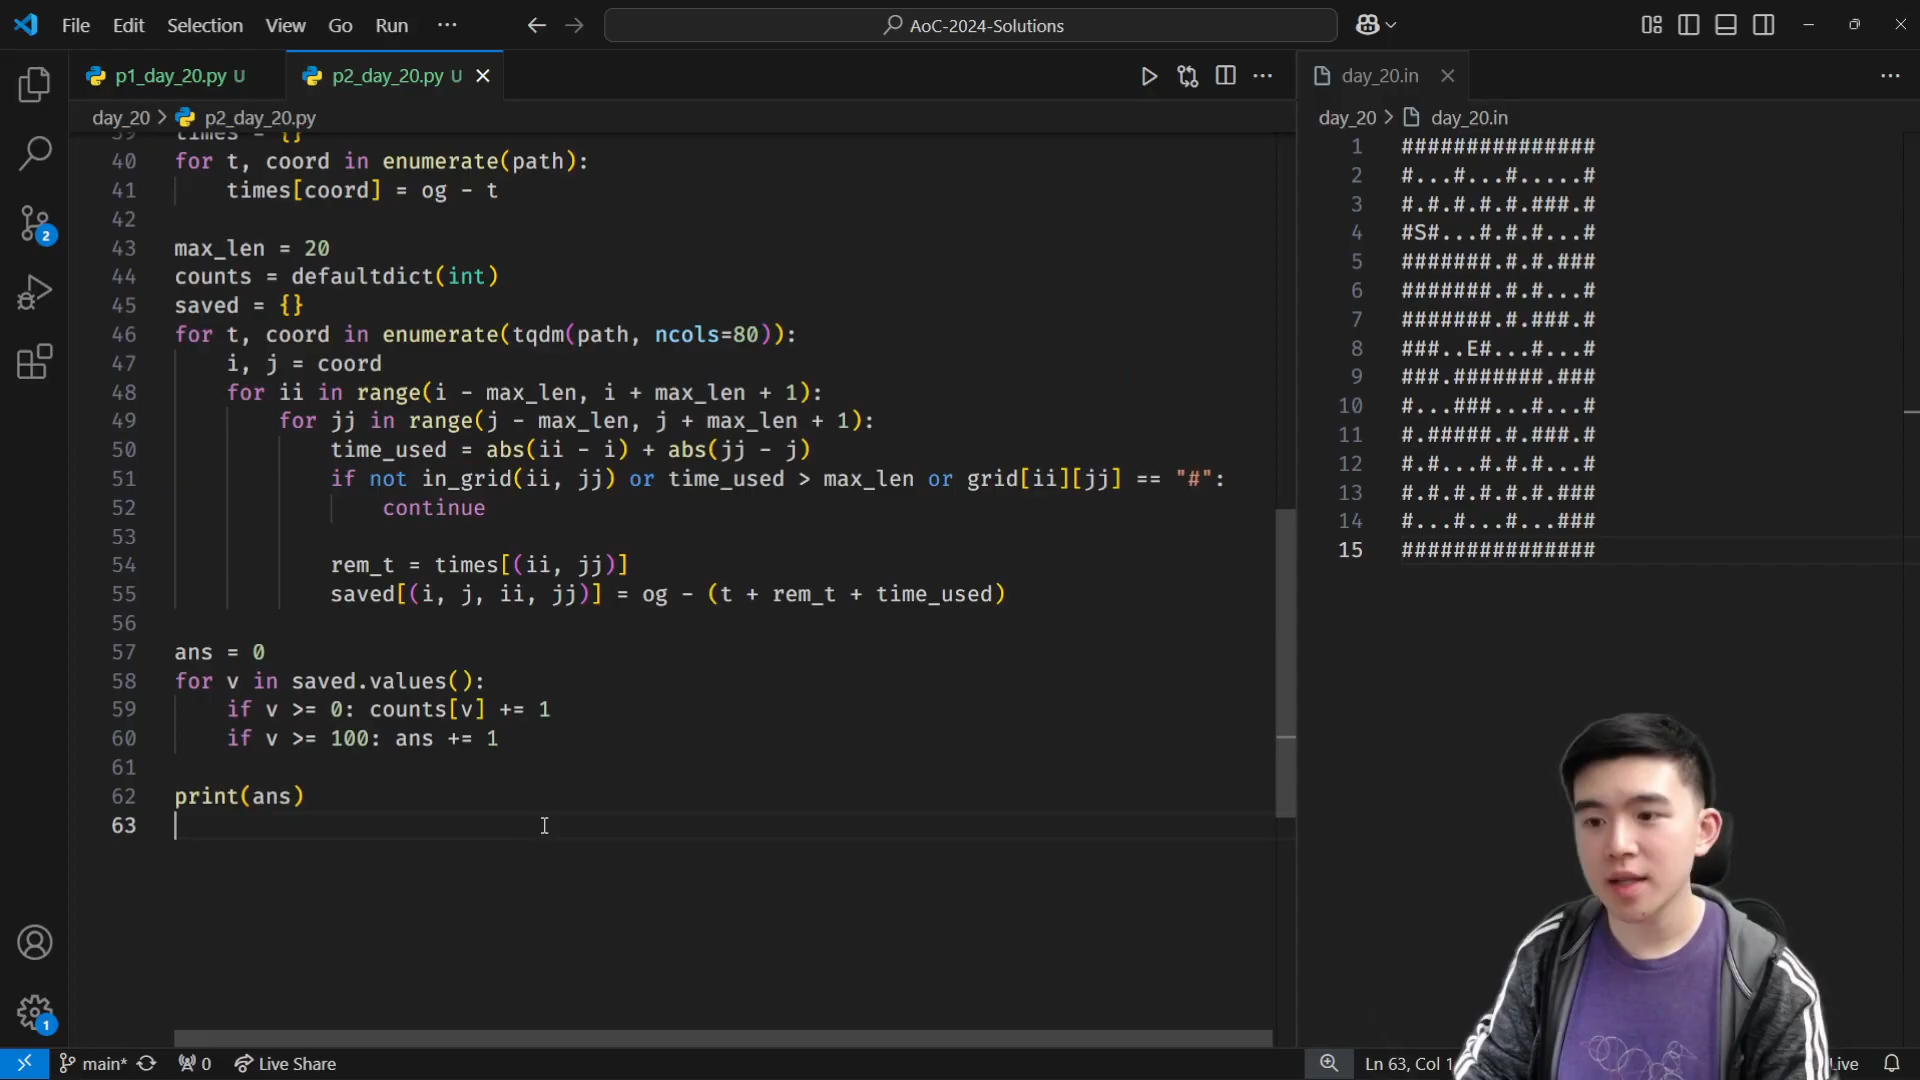 File Edit Selection View Go Run ··· AoC-2024-Solutions
p1_day_20.py U p2_day_20.py U day_20.in
day_20 > p2_day_20.py
39 times = {}
40 for t, coord in enumerate(path):
41 times[coord] = og - t
42
43 max_len = 20
44 counts = defaultdict(int)
45 saved = {}
46 for t, coord in enumerate(tqdm(path, ncols=80)):
47 i, j = coord
48 for ii in range(i - max_len, i + max_len + 1):
49 for jj in range(j - max_len, j + max_len + 1):
50 time_used = abs(ii - i) + abs(jj - j)
51 if not in_grid(ii, jj) or time_used > max_len or grid[ii][jj] == "#":
52 continue
53
54 rem_t = times[(ii, jj)]
55 saved[(i, j, ii, jj)] = og - (t + rem_t + time_used)
56
57 ans = 0
58 for v in saved.values():
59 if v >= 0: counts[v] += 1
60 if v >= 100: ans += 1
61
62 print(ans)
63
day_20 > day_20.in
1 ###############
2 #...#...#.....#
3 #.#.#.#.#.###.#
4 #S#...#.#.#...#
5 #######.#.#.###
6 #######.#.#...#
7 #######.#.###.#
8 ###..E#...#...#
9 ###.#######.###
10 #...###...#...#
11 #.#####.#.###.#
12 #.#...#.#.#...#
13 #.#.#.#.#.#.###
14 #...#...#...###
15 ###############
2
1
main* 0 Live Share Ln 63, Col 1 Live